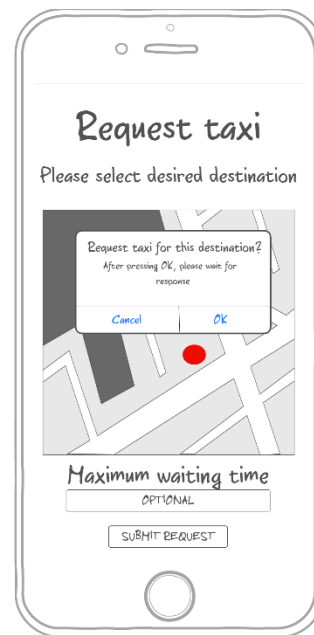 Request taxi
Please select desired destination
Request taxi for this destination?
After pressing OK, please wait for
response
Cancel
OK
Maximum waiting time
OPTIONAL
SUBMIT REQUEST